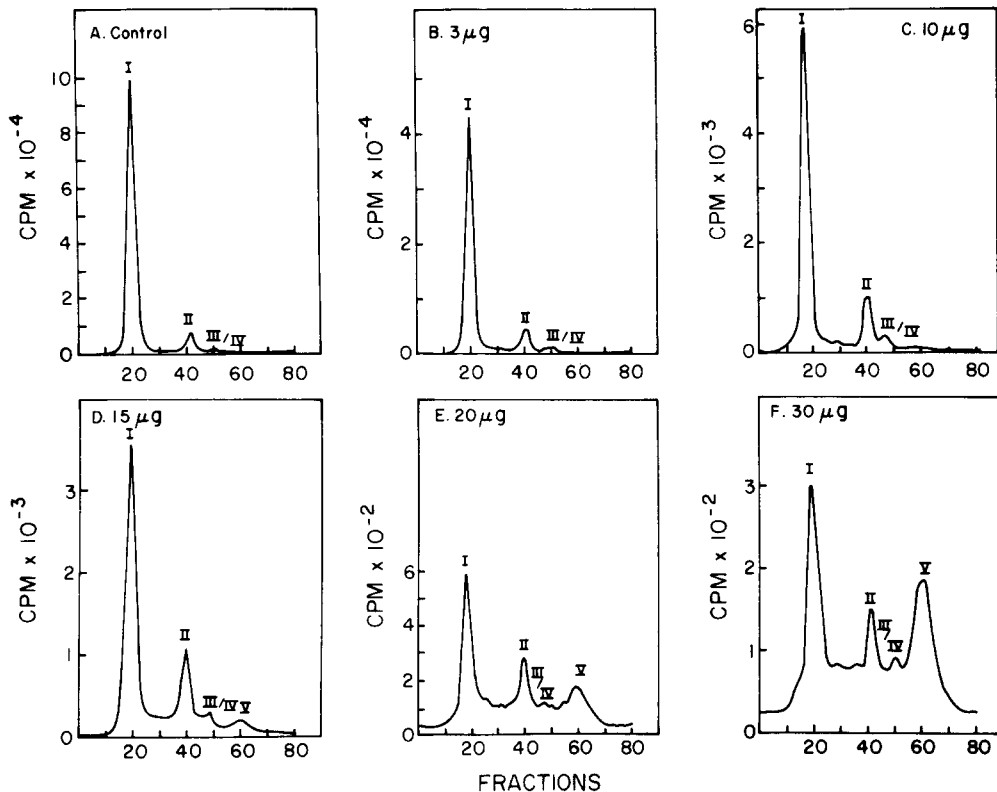 A. Control
I
10
8
6
4
2
0
II
III/IV
20 40 60 80
CPM x 10⁻⁴
B. 3 µg
I
4
2
0
II
III/IV
20 40 60 80
CPM x 10⁻⁴
C. 10 µg
I
6
4
2
1
0
II
III/IV
20 40 60 80
CPM x 10⁻³
D. 15 µg
I
3
2
1
0
II
III/IV V
20 40 60 80
CPM x 10⁻³
E. 20 µg
6
4
2
0
I
II
III/
IV
V
20 40 60 80
CPM x 10⁻²
F. 30 µg
3
2
1
0
I
II
III/
IV
V
20 40 60 80
CPM x 10⁻²
FRACTIONS